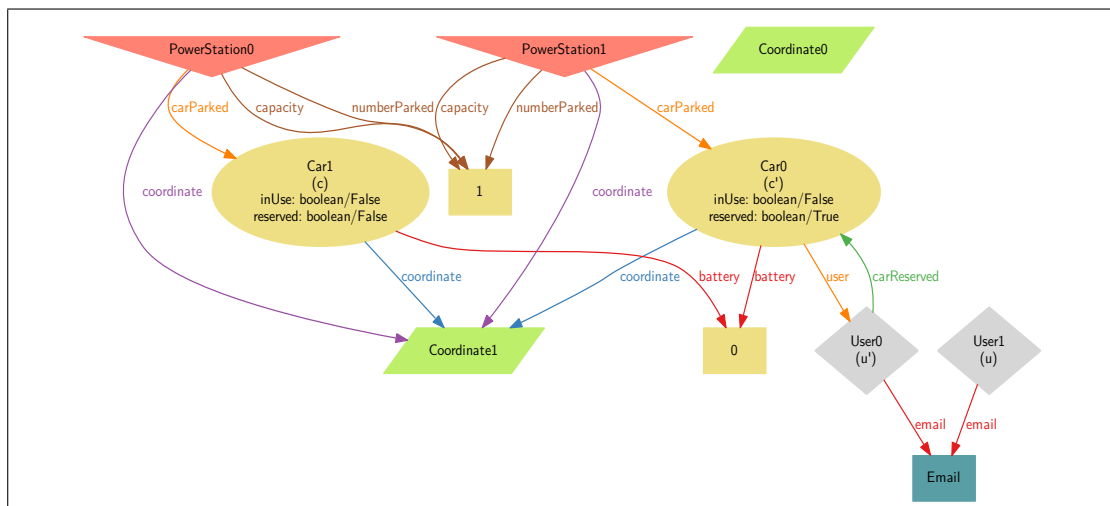 PowerStation0
PowerStation1
Coordinate0
carParked
capacity
numberParked
capacity
numberParked
carParked
Car1
(c)
inUse: boolean/False
reserved: boolean/False
1
Car0
(c')
inUse: boolean/False
reserved: boolean/True
coordinate
coordinate
coordinate
coordinate
battery
battery
user
carReserved
Coordinate1
0
User0
(u')
User1
(u)
email
email
Email